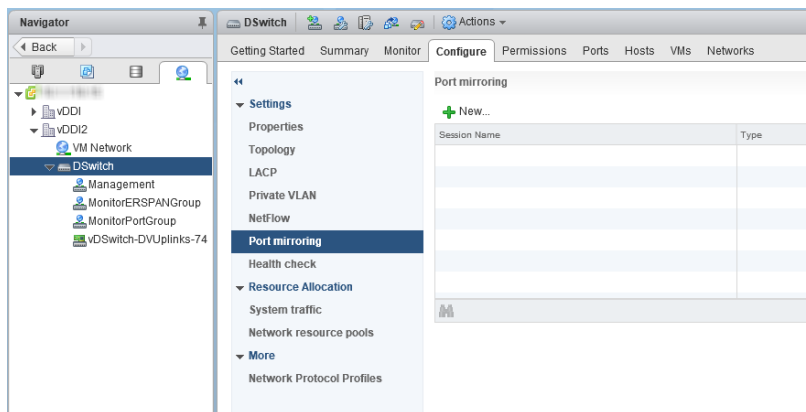 Navigator
Back
vDDI
vDDI2
VM Network
DSwitch
Management
MonitorERSPANGroup
MonitorPortGroup
vDSwitch-DVUplinks-74
DSwitch
Actions
Getting Started Summary Monitor Configure Permissions Ports Hosts VMs Networks
Settings
Properties
Topology
LACP
Private VLAN
NetFlow
Port mirroring
Health check
Resource Allocation
System traffic
Network resource pools
More
Network Protocol Profiles
Port mirroring
New...
Session Name Type